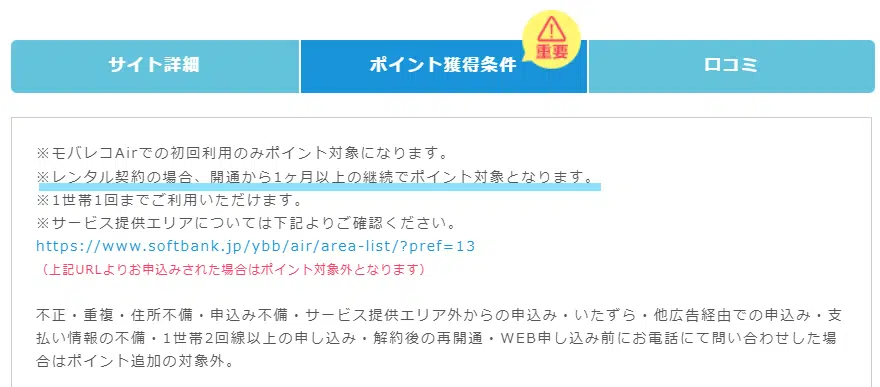 サイト詳細
ポイント獲得条件
重要
口コミ
※モバレコAirでの初回利用のみポイント対象になります。
※レンタル契約の場合、開通から1ヶ月以上の継続でポイント対象となります。
※1世帯1回までご利用いただけます。
※サービス提供エリアについては下記よりご確認ください。
https://www.softbank.jp/ybb/air/area-list/?pref=13
（上記URLよりお申込みされた場合はポイント対象外となります）
不正・重複・住所不備・申込み不備・サービス提供エリア外からの申込み・いたずら・他広告経由での申込み・支
払い情報の不備・1世帯2回線以上の申し込み・解約後の再開通・WEB申し込み前にお電話にて問い合わせした場
合はポイント追加の対象外。